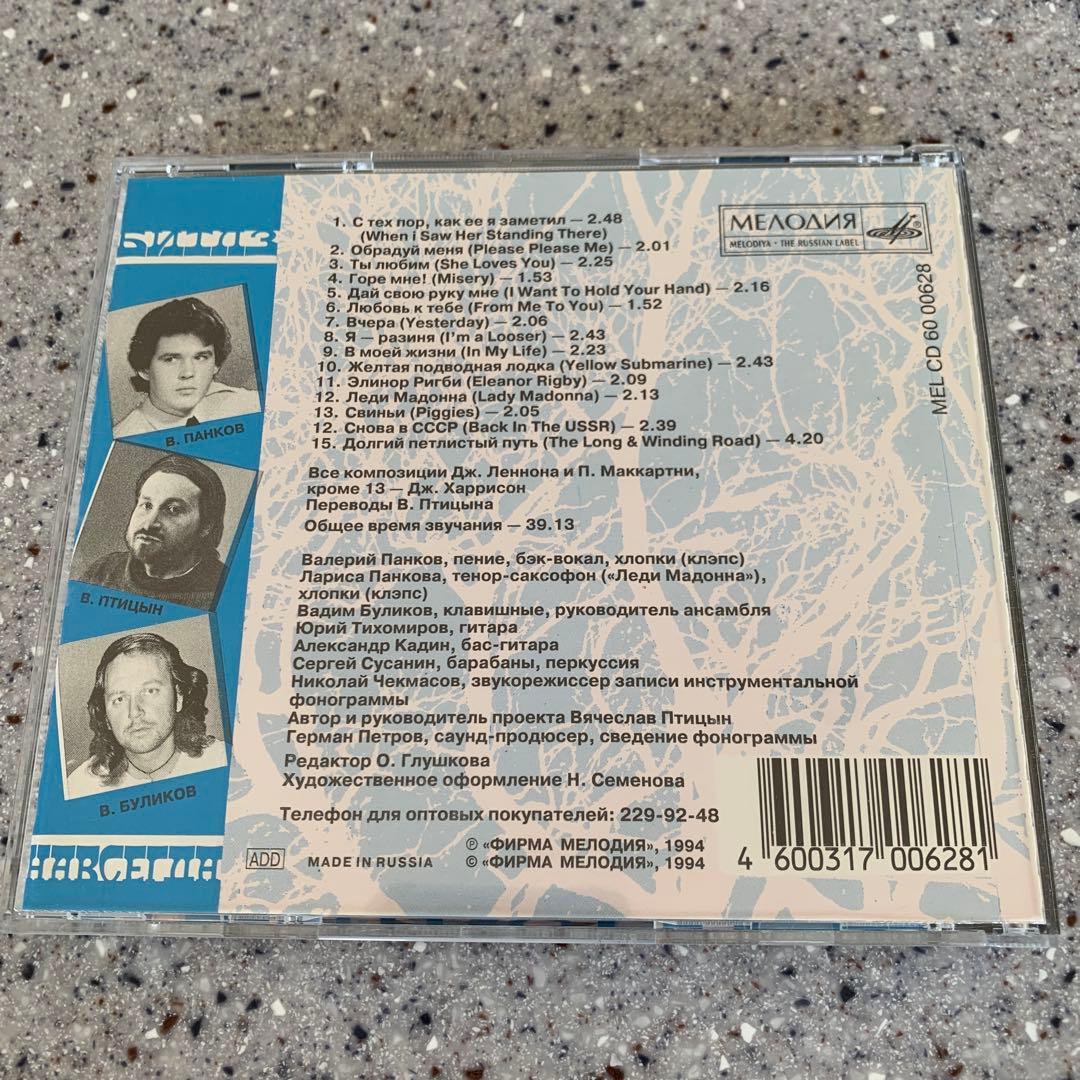 БИТЛЗ
1. С тех пор, как ее я заметил — 2.48
(When i Saw Her Standing There)
2. Обрадуй меня (Please Please Me) — 2.01
3. Ты любим (She Loves You) — 2.25
4. Горе мне! (Misery) — 1.53
5. Дай свою руку мне (I Want To Hold Your Hand) — 2.16
6. Любовь к тебе (From Me To You) — 1.52
7. Вчера (Yesterday) — 2.06
8. Я — разиня (I'm a Looser) — 2.43
9. В моей жизни (In My Life) — 2.23
10. Желтая подводная лодка (Yellow Submarine) — 2.43
11. Элинор Ригби (Eleanor Rigby) — 2.09
12. Леди Мадонна (Lady Madonna) — 2.13
13. Свиньи (Piggies) — 2.05
12. Снова в СССР (Back In The USSR) — 2.39
15. Долгий петлистый путь (The Long & Winding Road) — 4.20
МЕЛОДИЯ
MELODIYA • THE RUSSIAN LABEL
MEL CD 60 00628
В. ПАНКОВ
В. ПТИЦЫН
В. БУЛИКОВ
НАВСЕГДА
Все композиции Дж. Леннона и П. Маккартни,
кроме 13 — Дж. Харрисон
Переводы В. Птицына
Общее время звучания — 39.13
Валерий Панков, пение, бэк-вокал, хлопки (клэпс)
Лариса Панкова, тенор-саксофон («Леди Мадонна»),
хлопки (клэпс)
Вадим Буликов, клавишные, руководитель ансамбля
Юрий Тихомиров, гитара
Александр Кадин, бас-гитара
Сергей Сусанин, барабаны, перкуссия
Николай Чекмасов, звукорежиссер записи инструментальной
фонограммы
Автор и руководитель проекта Вячеслав Птицын
Герман Петров, саунд-продюсер, сведение фонограммы
Редактор О. Глушкова
Художественное оформление Н. Семенова
Телефон для оптовых покупателей: 229-92-48
ADD MADE IN RUSSIA
℗ «ФИРМА МЕЛОДИЯ», 1994
© «ФИРМА МЕЛОДИЯ», 1994
4 600317 006281